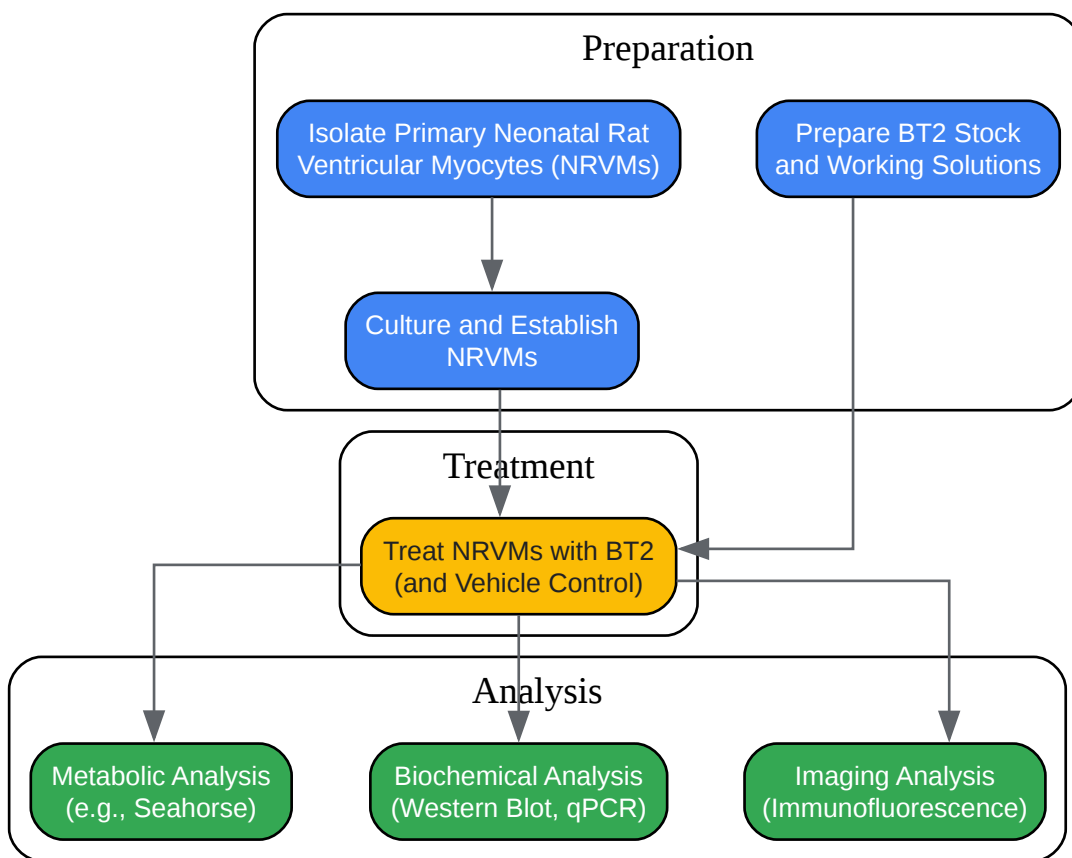 Preparation
Isolate Primary Neonatal Rat
Ventricular Myocytes (NRVMs)
Prepare BT2 Stock
and Working Solutions
Culture and Establish
NRVMs
Treatment
Treat NRVMs with BT2
(and Vehicle Control)
Analysis
Metabolic Analysis
(e.g., Seahorse)
Biochemical Analysis
(Western Blot, qPCR)
Imaging Analysis
(Immunofluorescence)